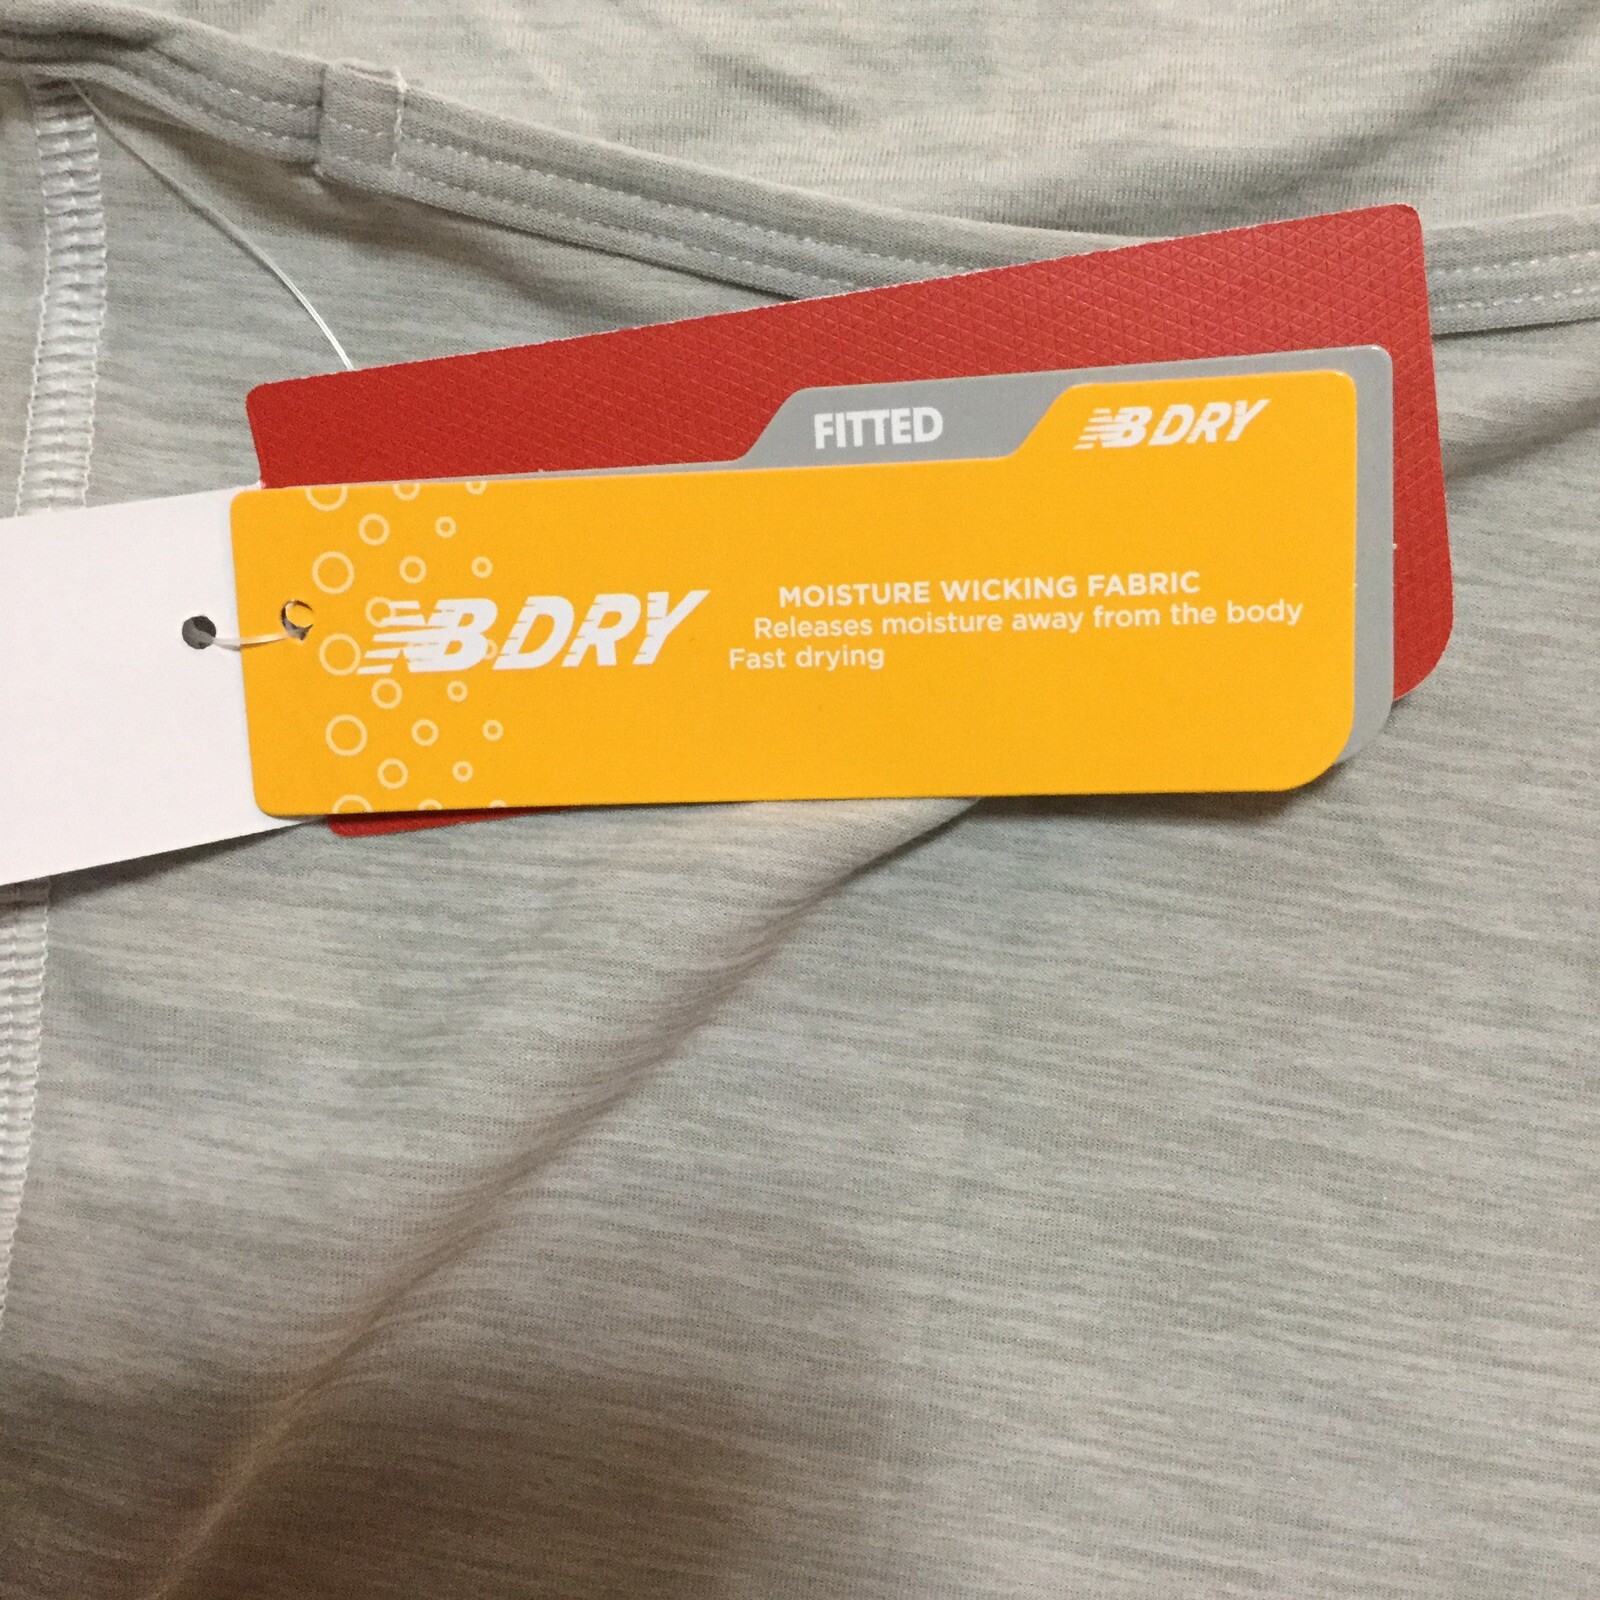 FITTED
NB DRY
NB DRY
MOISTURE WICKING FABRIC
Releases moisture away from the body
Fast drying